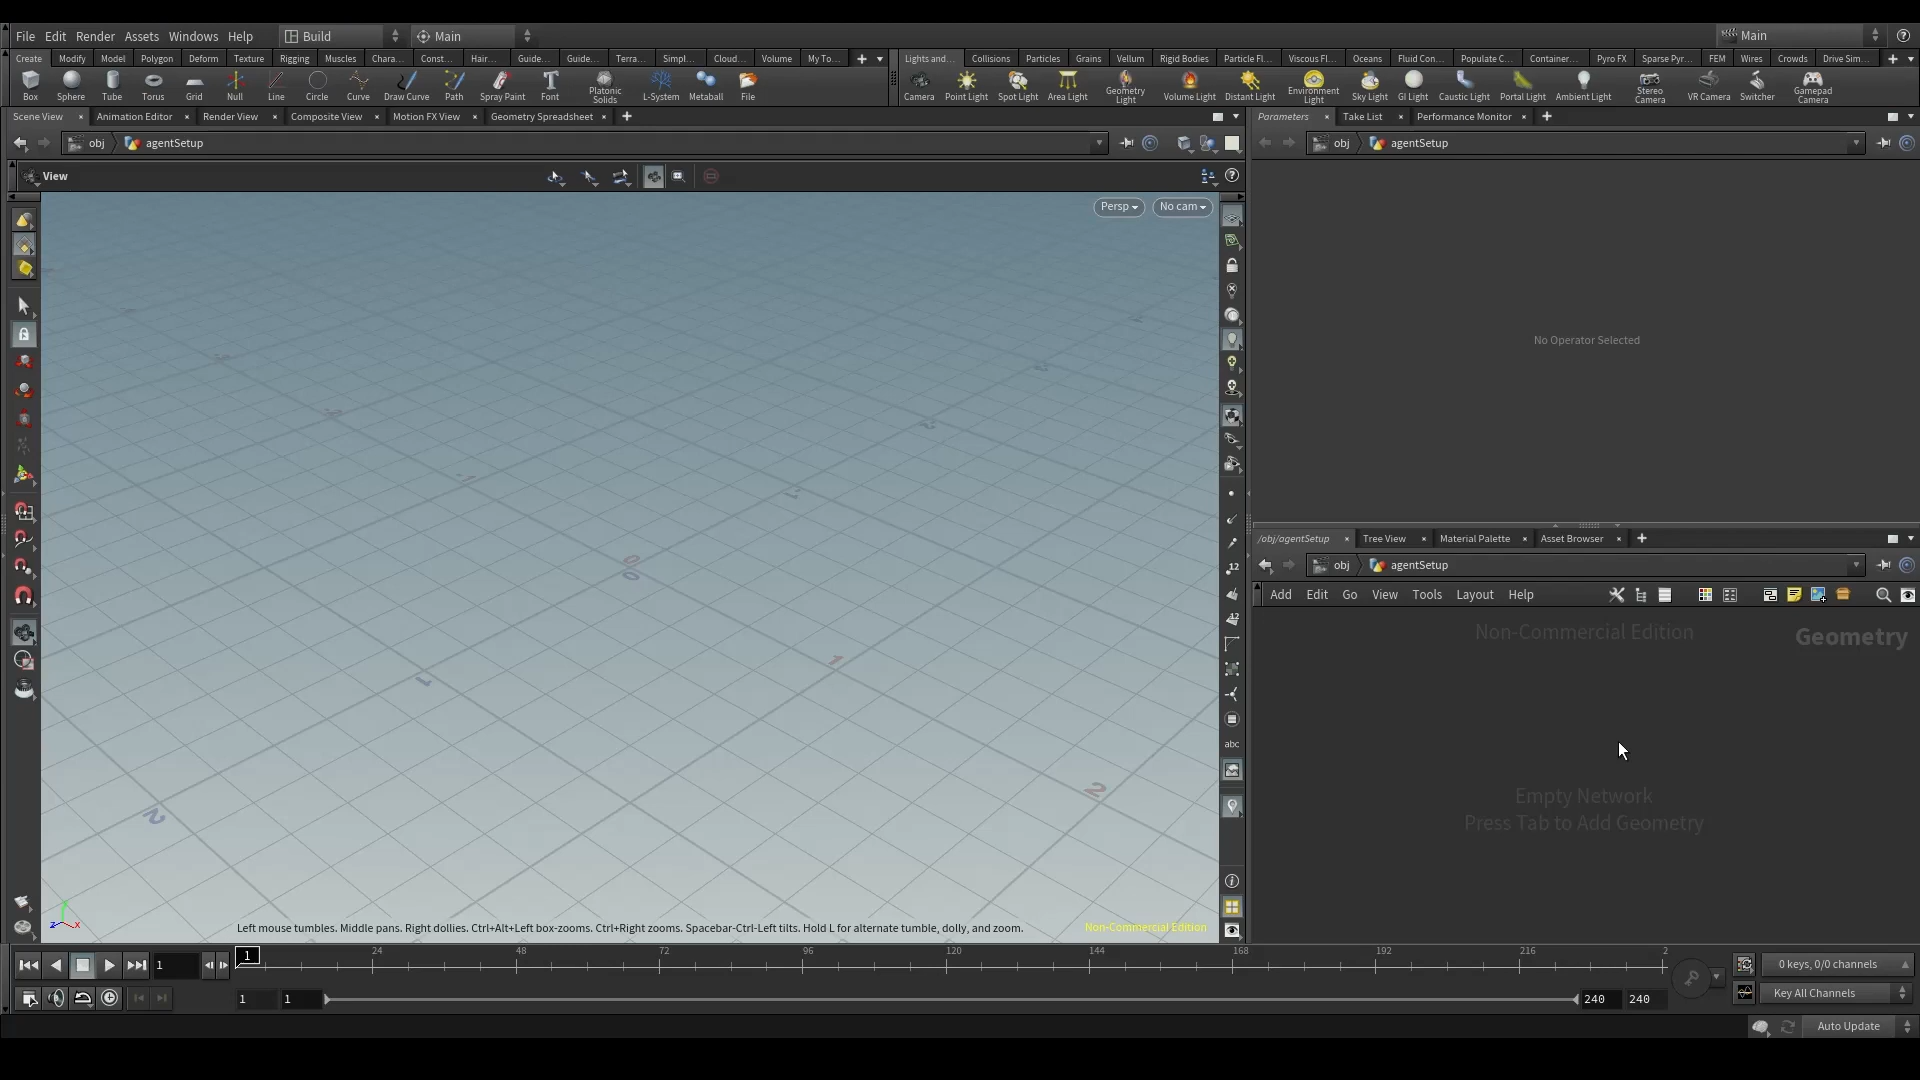 File Edit Render Assets Windows Help Build Main Main
Create Modify Model Polygon Deform Texture Rigging Muscles Chara... Const... Hair... Guide... Guide... Terra... Simpl... Cloud... Volume My To... Lights and... Collisions Particles Grains Vellum Rigid Bodies Particle Fl... Viscous Fl... Oceans Fluid Con... Populate C... Container... Pyro FX Sparse Pyr... FEM Wires Crowds Drive Sim...
Box Sphere Tube Torus Grid Null Line Circle Curve Draw Curve Path Spray Paint Font Platonic Solids L-System Metaball File Camera Point Light Spot Light Area Light Geometry Light Volume Light Distant Light Environment Light Sky Light GI Light Caustic Light Portal Light Ambient Light Stereo Camera VR Camera Switcher Gamepad Camera
Scene View Animation Editor Render View Composite View Motion FX View Geometry Spreadsheet Parameters Take List Performance Monitor
obj agentSetup obj agentSetup
View
Persp No cam
No Operator Selected
/obj/agentSetup Tree View Material Palette Asset Browser
obj agentSetup
Add Edit Go View Tools Layout Help
Non-Commercial Edition Geometry
Empty Network
Press Tab to Add Geometry
0
0
1
1
2
2
12
12
abc
z x
Left mouse tumbles. Middle pans. Right dollies. Ctrl+Alt+Left box-zooms. Ctrl+Right zooms. Spacebar-Ctrl-Left tilts. Hold L for alternate tumble, dolly, and zoom. Non-Commercial Edition
1 1 24 48 72 96 120 144 168 192 216 2 0 keys, 0/0 channels
1 1 240 240 Key All Channels
Auto Update